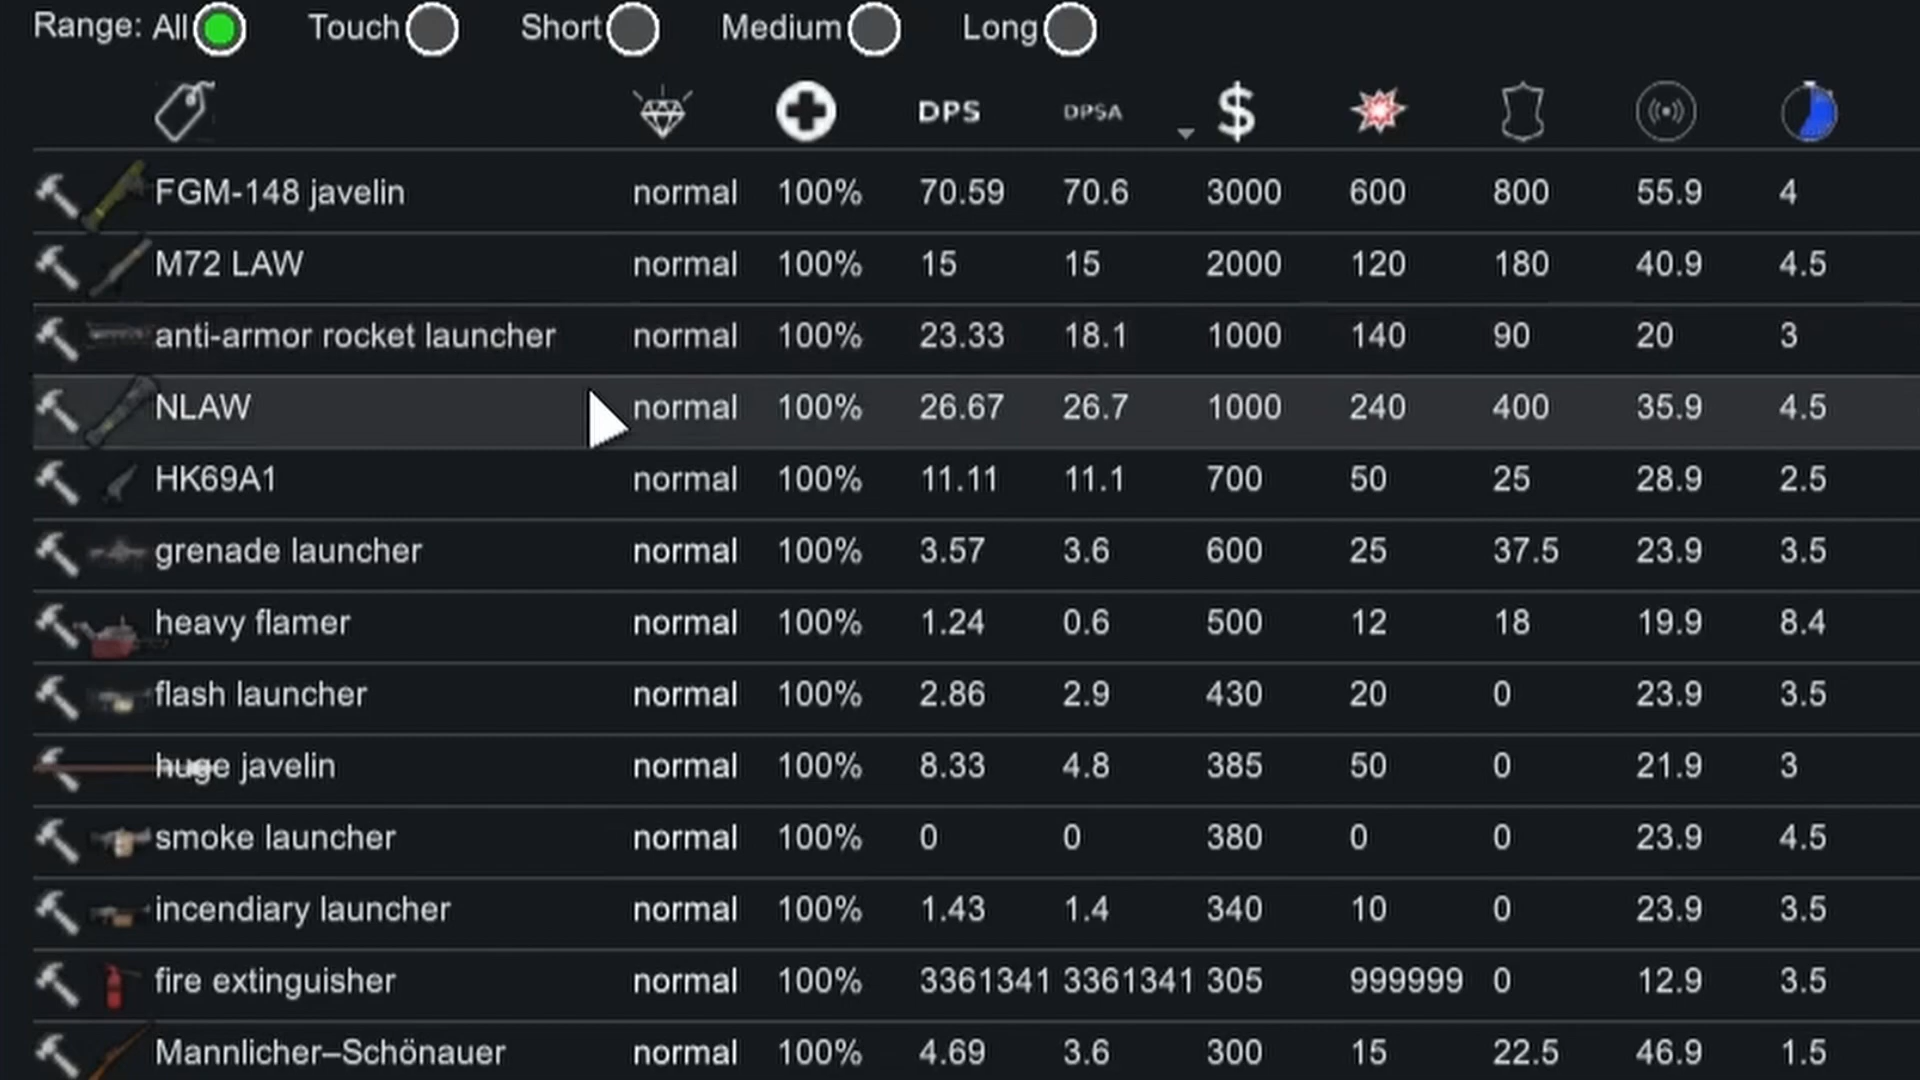 Range: All Touch Short Medium Long
DPS DPSA $
FGM-148 javelin normal 100% 70.59 70.6 3000 600 800 55.9 4
M72 LAW normal 100% 15 15 2000 120 180 40.9 4.5
anti-armor rocket launcher normal 100% 23.33 18.1 1000 140 90 20 3
NLAW normal 100% 26.67 26.7 1000 240 400 35.9 4.5
HK69A1 normal 100% 11.11 11.1 700 50 25 28.9 2.5
grenade launcher normal 100% 3.57 3.6 600 25 37.5 23.9 3.5
heavy flamer normal 100% 1.24 0.6 500 12 18 19.9 8.4
flash launcher normal 100% 2.86 2.9 430 20 0 23.9 3.5
huge javelin normal 100% 8.33 4.8 385 50 0 21.9 3
smoke launcher normal 100% 0 0 380 0 0 23.9 4.5
incendiary launcher normal 100% 1.43 1.4 340 10 0 23.9 3.5
fire extinguisher normal 100% 3361341 3361341 305 999999 0 12.9 3.5
Mannlicher–Schönauer normal 100% 4.69 3.6 300 15 22.5 46.9 1.5